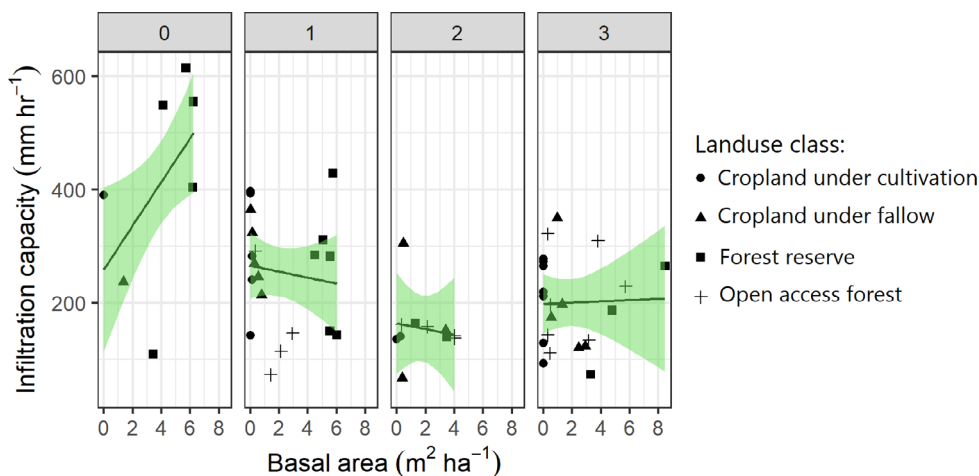 0 1 2 3
600
400
200
0 2 4 6 8 0 2 4 6 8 0 2 4 6 8 0 2 4 6 8
Infiltration capacity (mm hr⁻¹)
Basal area (m² ha⁻¹)
Landuse class:
Cropland under cultivation
Cropland under fallow
Forest reserve
Open access forest